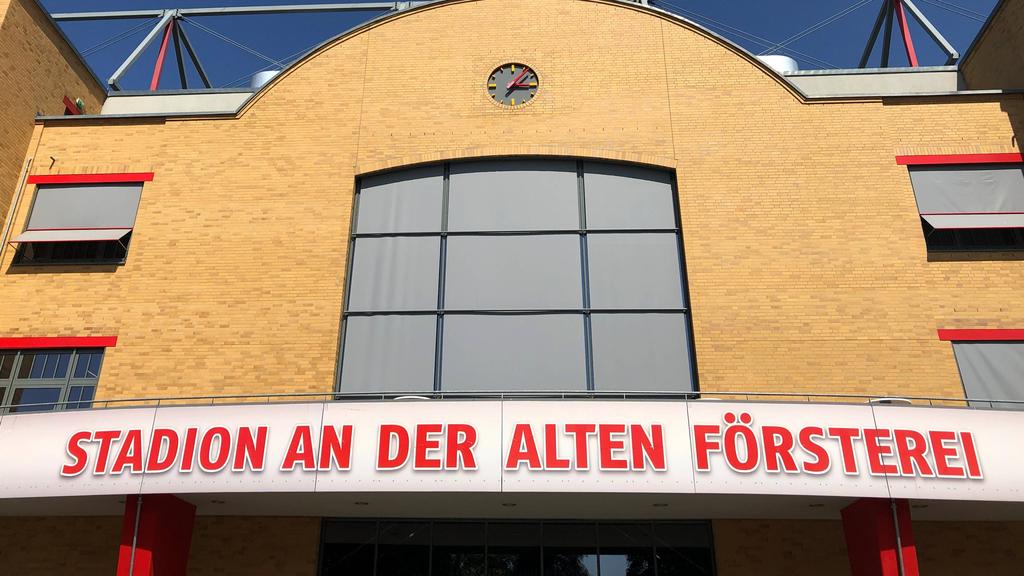 STADION AN DER ALTEN FÖRSTEREI